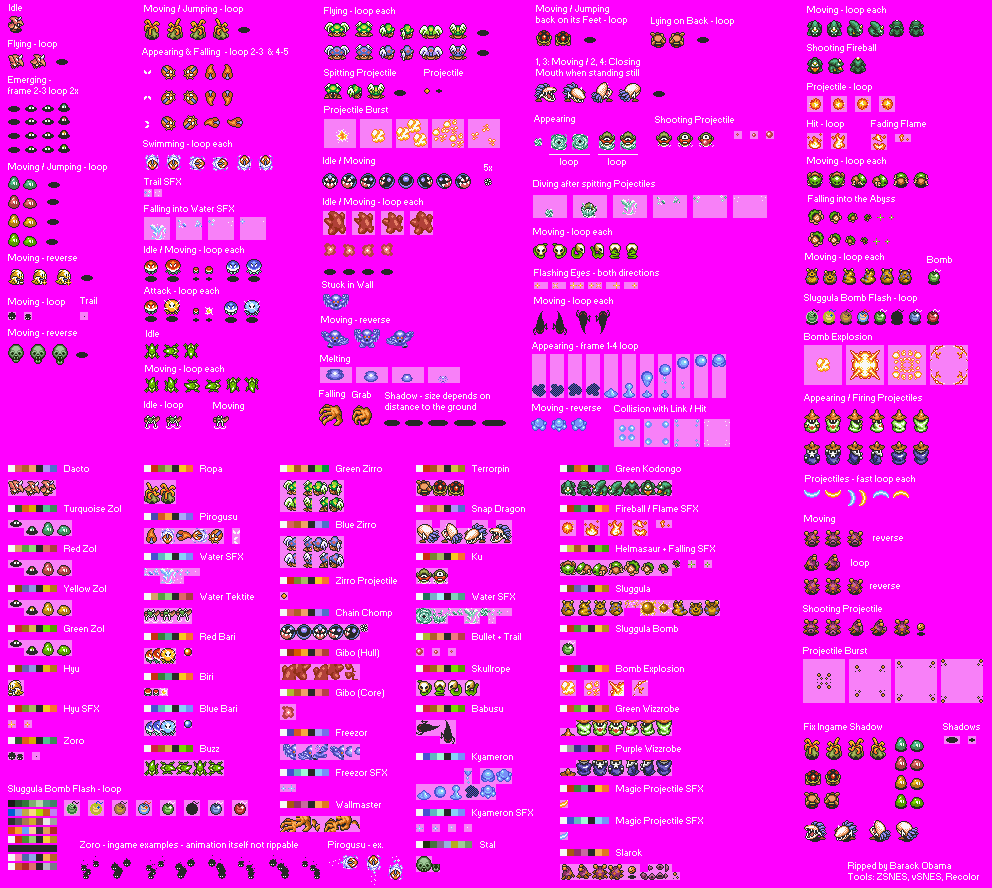 Idle
Flying - loop
Emerging -
frame 2-3 loop 2x
Moving / Jumping - loop
Moving - reverse
Moving - loop
Trail
Moving - reverse
Moving / Jumping - loop
Appearing & Falling - loop 2-3 & 4-5
Swimming - loop each
Trail SFX
Falling into Water SFX
Idle / Moving - loop each
Attack - loop each
Idle
Moving - loop each
Idle - loop
Moving
Flying - loop each
Spitting Projectile
Projectile
Projectile Burst
Idle / Moving
5x
Idle / Moving - loop each
Stuck in Wall
Moving - reverse
Melting
Falling
Grab
Shadow - size depends on
distance to the ground
Moving / Jumping
back on its Feet - loop
Lying on Back - loop
1, 3: Moving / 2, 4: Closing
Mouth when standing still
Appearing
Shooting Projectile
loop
loop
Diving after spitting Pojectiles
Moving - loop each
Flashing Eyes - both directions
Moving - loop each
Appearing - frame 1-4 loop
Moving - reverse
Collision with Link / Hit
Moving - loop each
Shooting Fireball
Projectile - loop
Hit - loop
Fading Flame
Moving - loop each
Falling into the Abyss
Moving - loop each
Bomb
Sluggula Bomb Flash - loop
Bomb Explosion
Appearing / Firing Projectiles
Projectiles - fast loop each
Moving
reverse
loop
reverse
Shooting Projectile
Projectile Burst
Fix Ingame Shadow
Shadows
Dacto
Turquoise Zol
Red Zol
Yellow Zol
Green Zol
Hyu
Hyu SFX
Zoro
Sluggula Bomb Flash - loop
Ropa
Pirogusu
Water SFX
Water Tektite
Red Bari
Biri
Blue Bari
Buzz
Green Zirro
Blue Zirro
Zirro Projectile
Chain Chomp
Gibo (Hull)
Gibo (Core)
Freezor
Freezor SFX
Wallmaster
Terrorpin
Snap Dragon
Ku
Water SFX
Bullet + Trail
Skullrope
Babusu
Kyameron
Kyameron SFX
Stal
Green Kodongo
Fireball / Flame SFX
Helmasaur + Falling SFX
Sluggula
Sluggula Bomb
Bomb Explosion
Green Wizzrobe
Purple Wizzrobe
Magic Projectile SFX
Magic Projectile SFX
Slarok
Zoro - ingame examples - animation itself not rippable
Pirogusu - ex.
Ripped by Barack Obama
Tools: ZSNES, vSNES, Recolor